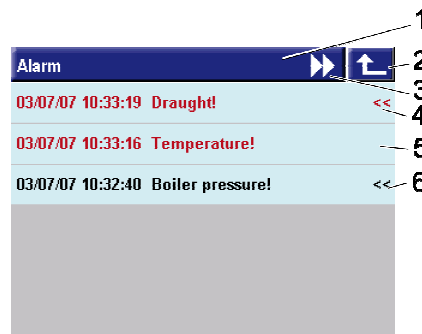 1
Alarm
2
3
03/07/07 10:33:19 Draught! <<
4
03/07/07 10:33:16 Temperature!
5
03/07/07 10:32:40 Boiler pressure! <<
6